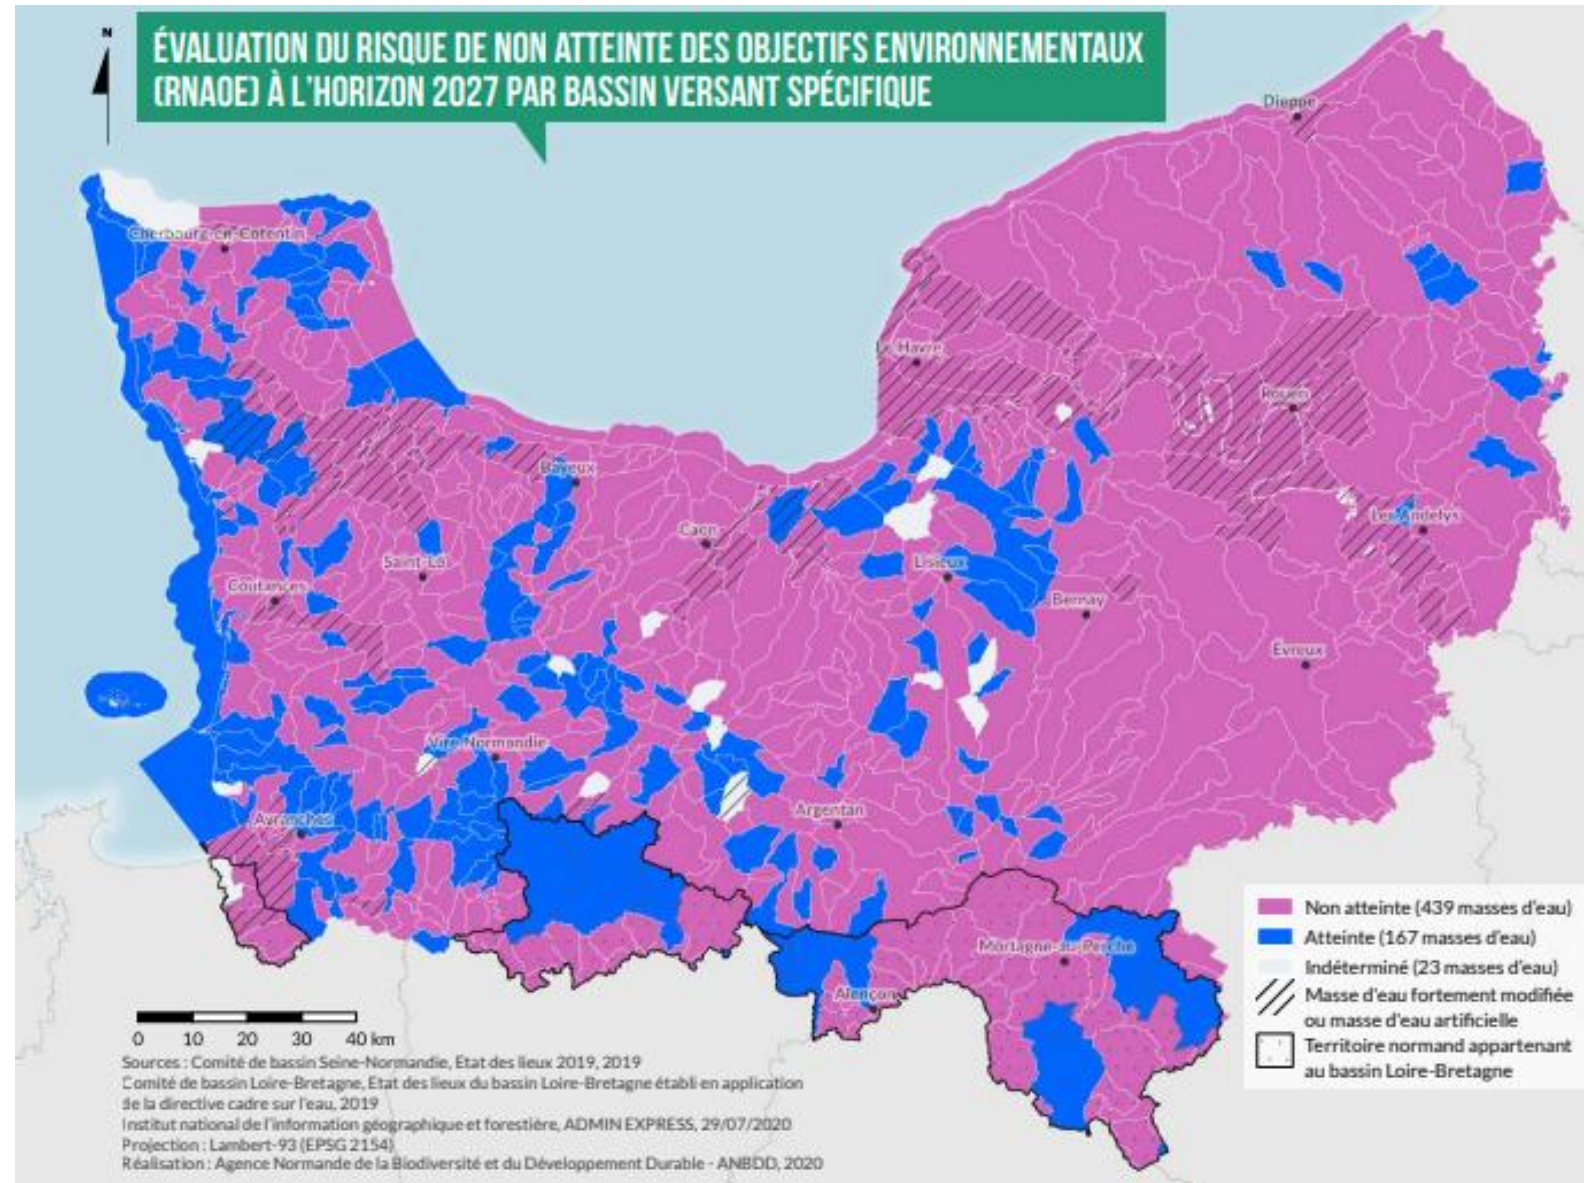 ÉVALUATION DU RISQUE DE NON ATTEINTE DES OBJECTIFS ENVIRONNEMENTAUX
(RNAOE) À L'HORIZON 2027 PAR BASSIN VERSANT SPÉCIFIQUE
N
Dieppe
Cherbourg-en-Cotentin
Le Havre
Rouen
Bayeux
Les Andelys
Caen
Saint-Lô
Lisieux
Coutances
Bernay
Évreux
Vire Normandie
Argentan
Avranches
Mortagne-au-Perche
Alençon
Non atteinte (439 masses d'eau)
Atteinte (167 masses d'eau)
Indéterminé (23 masses d'eau)
Masse d'eau fortement modifiée
ou masse d'eau artificielle
Territoire normand appartenant
au bassin Loire-Bretagne
0 10 20 30 40 km
Sources : Comité de bassin Seine-Normandie, Etat des lieux 2019, 2019
Comité de bassin Loire-Bretagne, Etat des lieux du bassin Loire-Bretagne établi en application
de la directive cadre sur l'eau, 2019
Institut national de l'information géographique et forestière, ADMIN EXPRESS, 29/07/2020
Projection : Lambert-93 (EPSG 2154)
Réalisation : Agence Normande de la Biodiversité et du Développement Durable - ANBDD, 2020